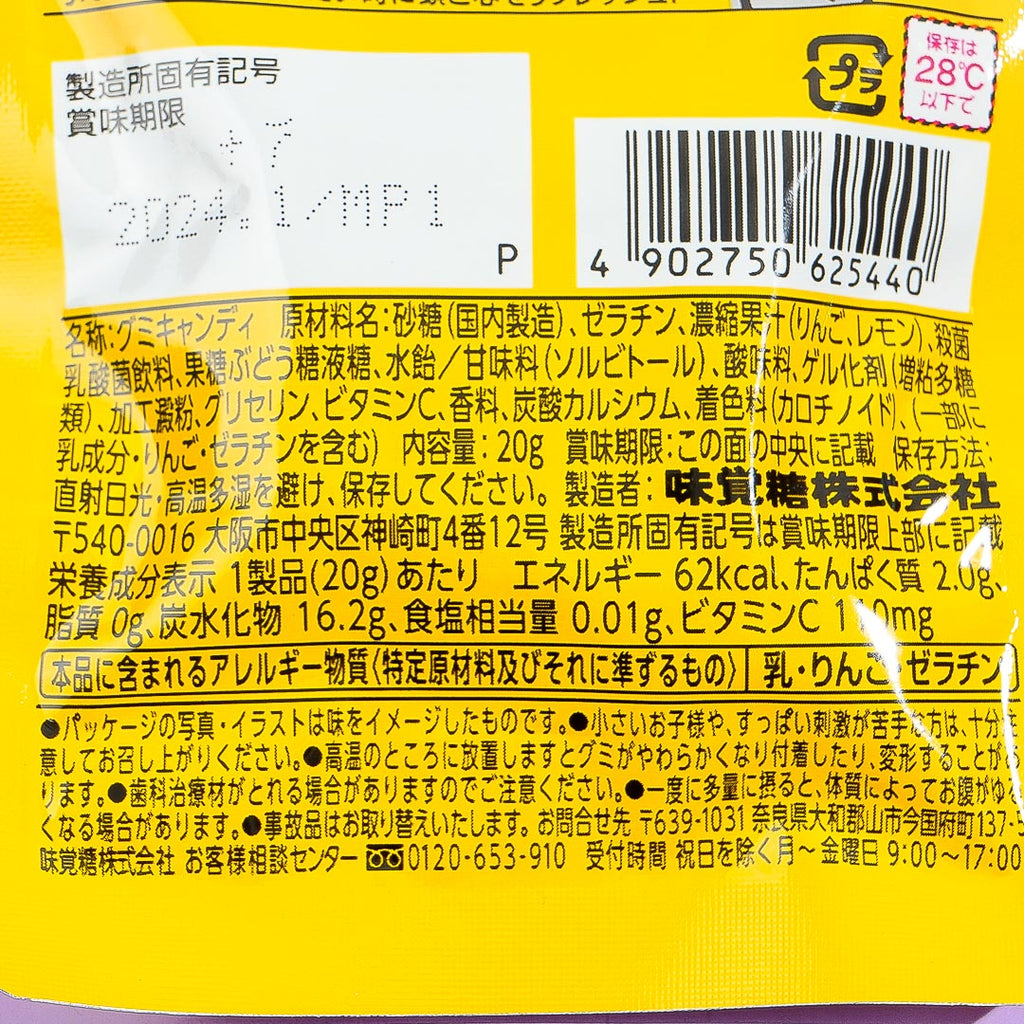 保存は
28℃
以下で
プラ
製造所固有記号
賞味期限
+7
2024.1/MP1
P
4 902750 625440
名称:グミキャンディ 原材料名:砂糖(国内製造)、ゼラチン、濃縮果汁(りんご、レモン)、殺菌
乳酸菌飲料、果糖ぶどう糖液糖、水飴/甘味料(ソルビトール)、酸味料、ゲル化剤(増粘多糖
類)、加工澱粉、グリセリン、ビタミンC、香料、炭酸カルシウム、着色料(カロチノイド)、(一部に
乳成分・りんご・ゼラチンを含む) 内容量:20g 賞味期限:この面の中央に記載 保存方法:
直射日光・高温多湿を避け、保存してください。 製造者:味覚糖株式会社
〒540-0016 大阪市中央区神崎町4番12号 製造所固有記号は賞味期限上部に記載
栄養成分表示 1製品(20g)あたり エネルギー 62kcal、たんぱく質 2.0g、
脂質 0g、炭水化物 16.2g、食塩相当量 0.01g、ビタミンC 110mg
本品に含まれるアレルギー物質〈特定原材料及びそれに準ずるもの〉 乳・りんご・ゼラチン
●パッケージの写真・イラストは味をイメージしたものです。●小さいお子様や、すっぱい刺激が苦手な方は、十分注
意してお召し上がりください。●高温のところに放置しますとグミがやわらかくなり付着したり、変形することがあ
ります。●歯科治療材がとれる場合がありますのでご注意ください。●一度に多量に摂ると、体質によってお腹がゆる
くなる場合があります。●事故品はお取り替えいたします。 お問合せ先 〒639-1031 奈良県大和郡山市今国府町137-5
味覚糖株式会社 お客様相談センター 0120-653-910 受付時間 祝日を除く月~金曜日 9:00~17:00